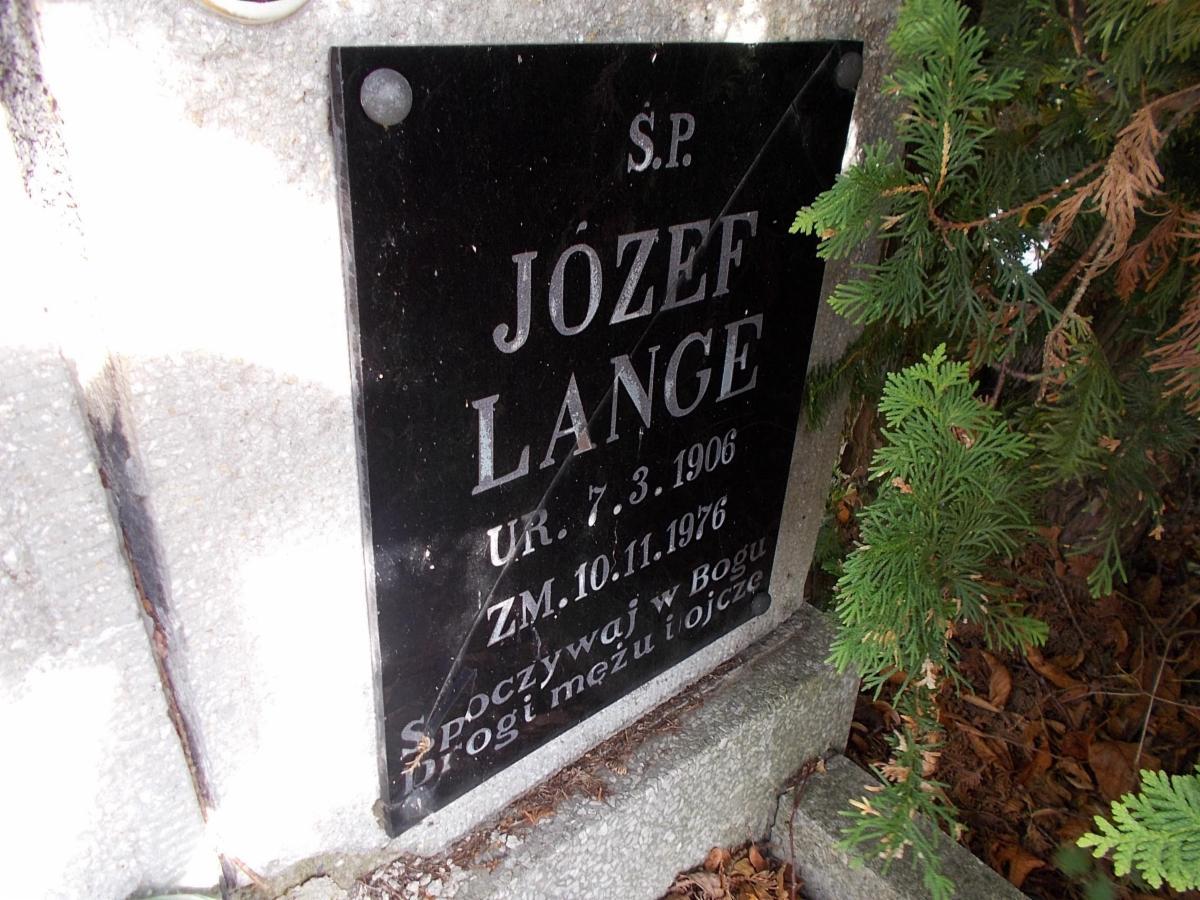 Ś.P.
JÓZEF
LANGE
UR. 7.3.1906
ZM.10.11.1976
Spoczywaj w Bogu
Drogi mężu i ojcze